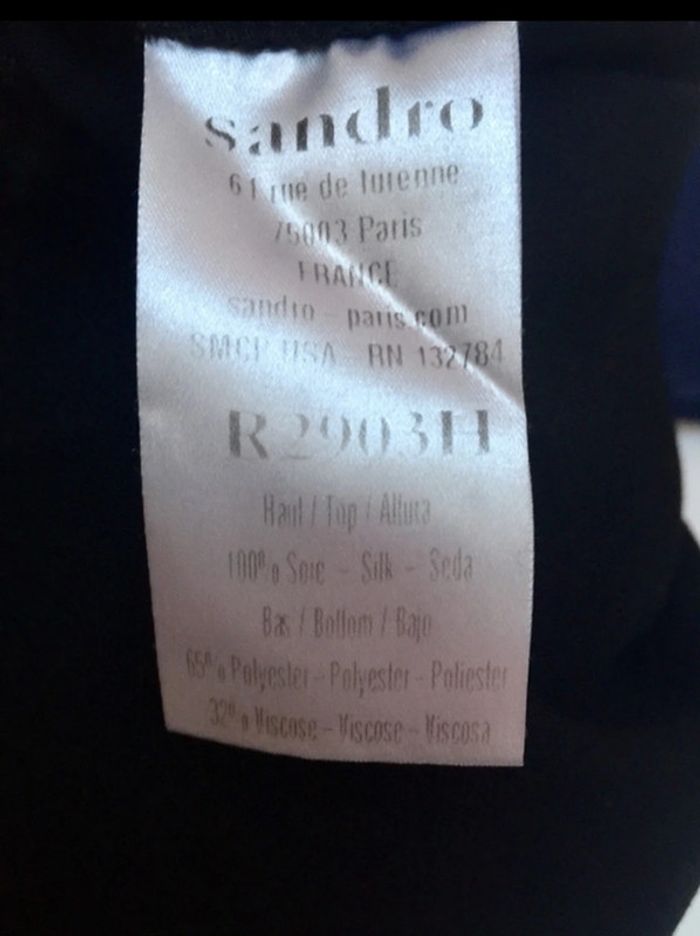 sandro
61 rue de turenne
75003 Paris
FRANCE
sandro - paris.com
SMCP USA - RN 132784
R2903H
Haut / Top / Altura
100% Soie - Silk - Seda
Bas / Bottom / Bajo
65% Polyester - Polyester - Poliester
32% Viscose - Viscose - Viscosa